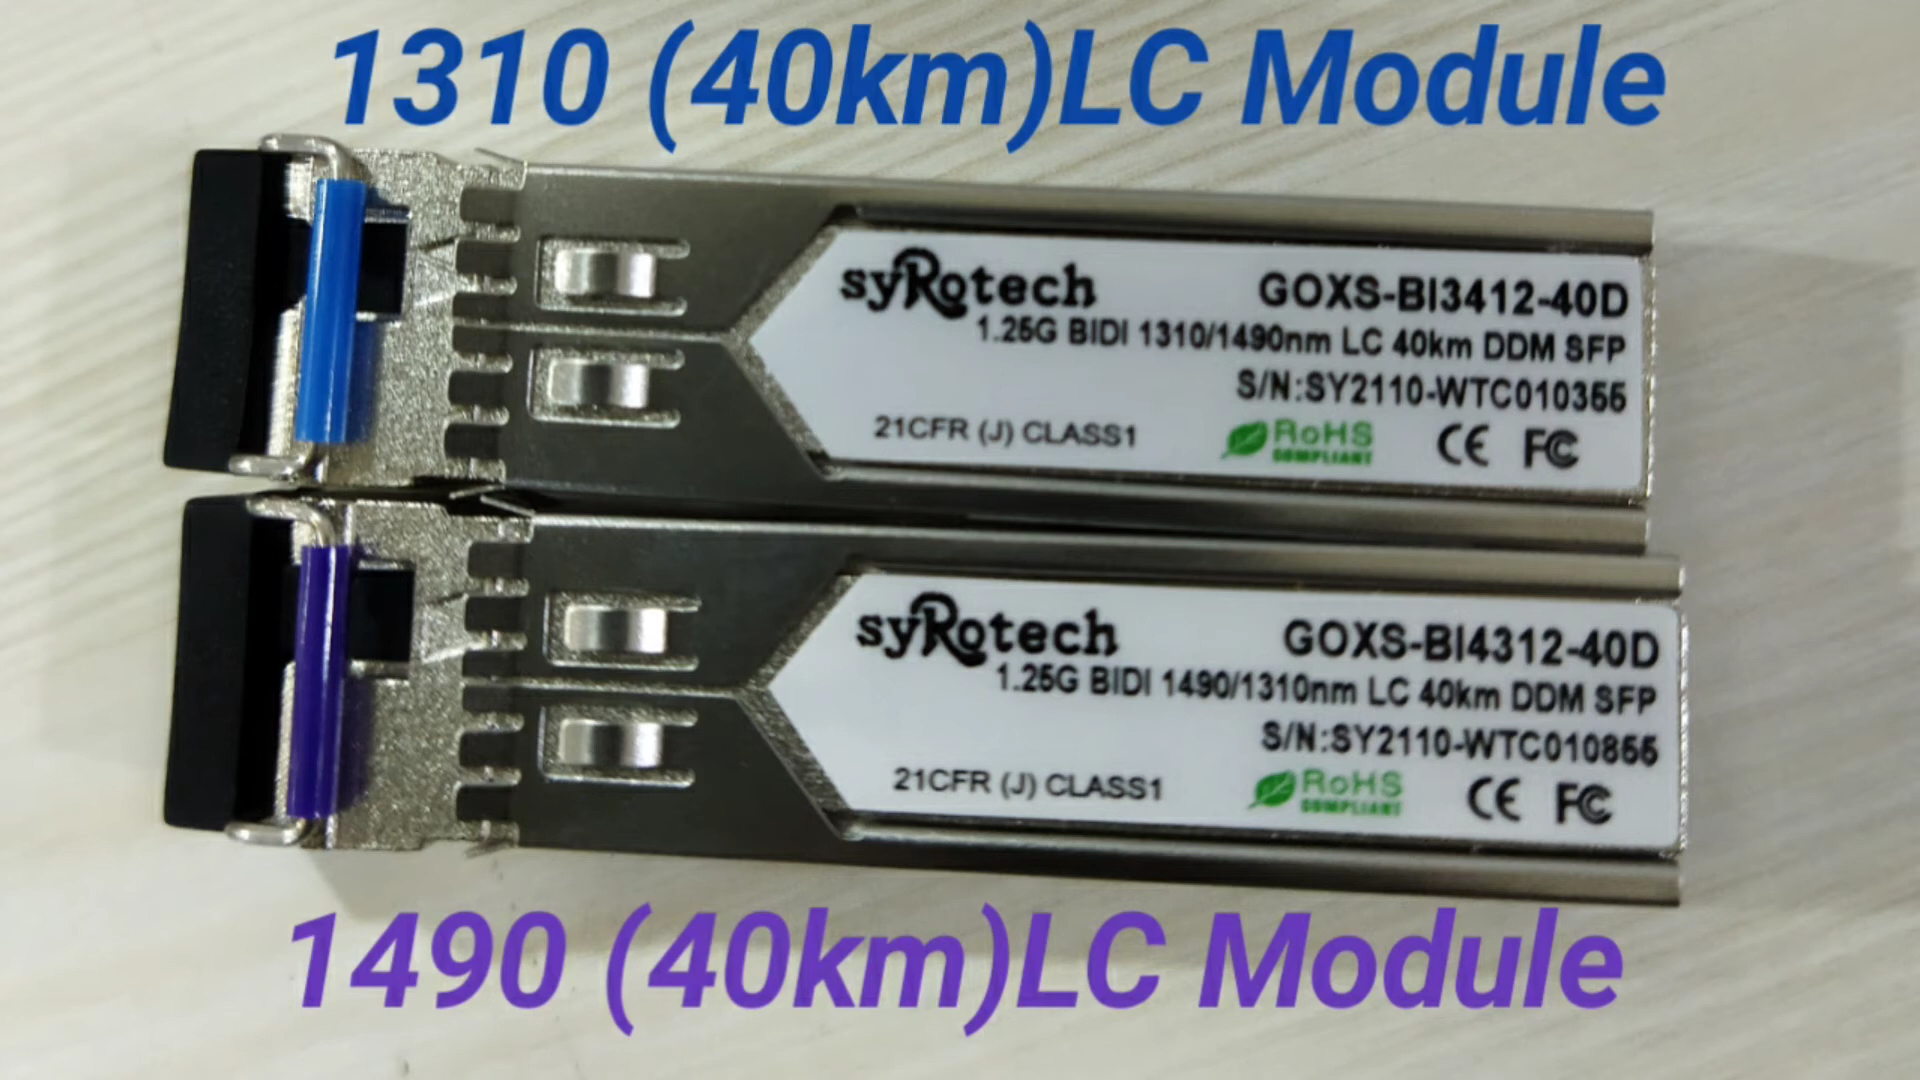 1310 (40km)LC Module
syRotech
GOXS-BI3412-40D
1.25G BIDI 1310/1490nm LC 40km DDM SFP
S/N:SY2110-WTC010355
21CFR (J) CLASS1
RoHS
COMPLIANT
CE FC
syRotech
GOXS-BI4312-40D
1.25G BIDI 1490/1310nm LC 40km DDM SFP
S/N:SY2110-WTC010855
21CFR (J) CLASS1
RoHS
COMPLIANT
CE FC
1490 (40km)LC Module